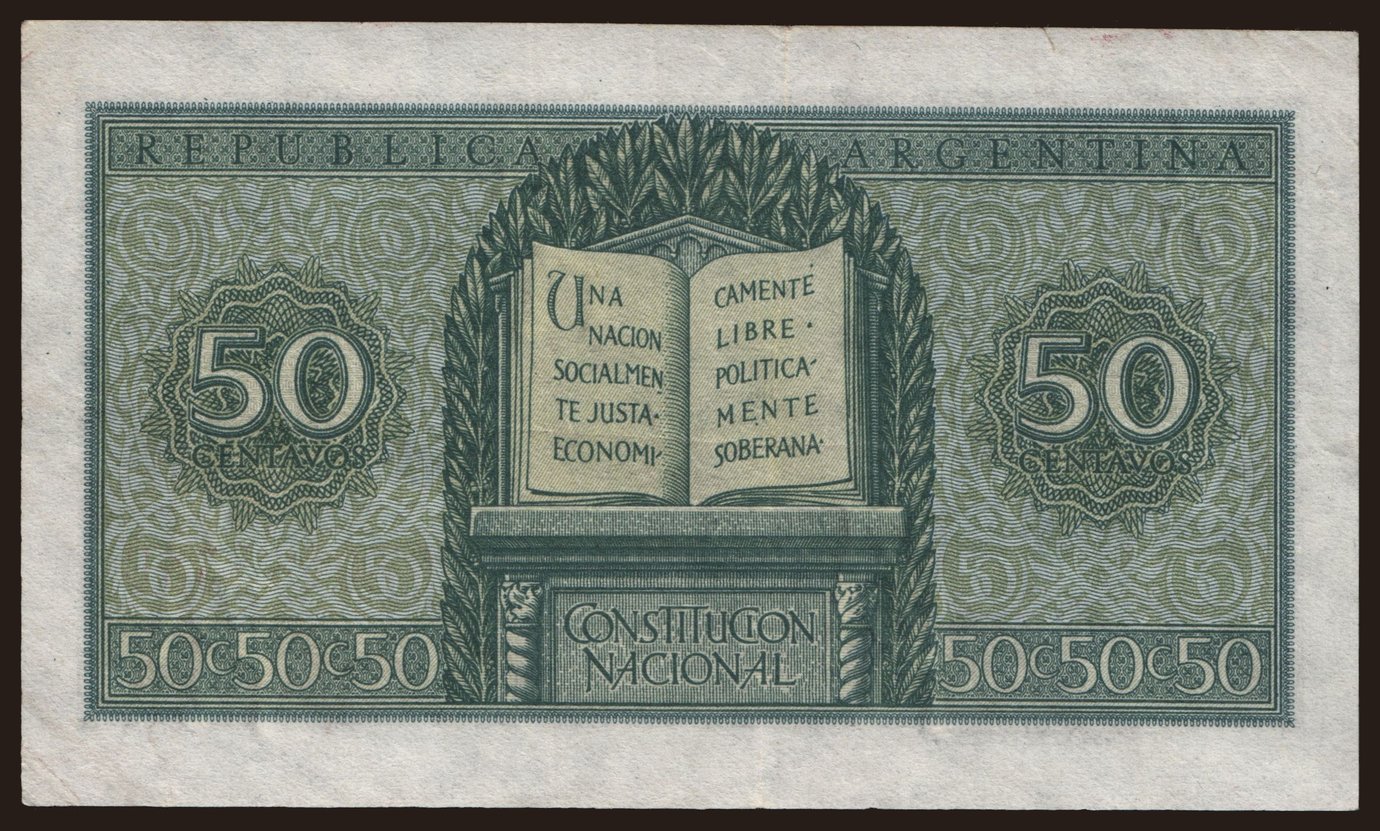 REPUBLICA ARGENTINA
UNA
NACION
SOCIALMEN
TE JUSTA·
ECONOMI-
CAMENTE
LIBRE·
POLITICA-
MENTE
SOBERANA·
50
CENTAVOS
50
CENTAVOS
CONSTITUCION
NACIONAL
50C50C50
50C50C50